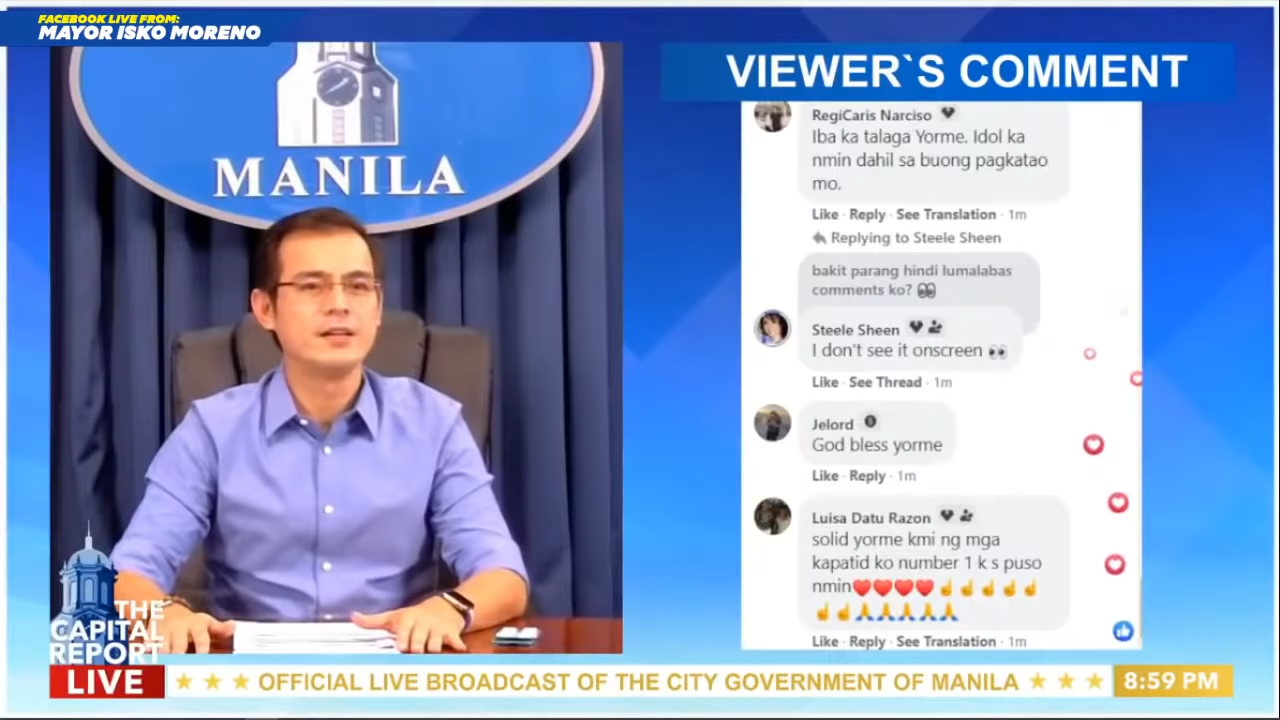 FACEBOOK LIVE FROM:
MAYOR ISKO MORENO
MANILA
THE
CAPITAL
REPORT
LIVE
VIEWER`S COMMENT
RegiCaris Narciso
Iba ka talaga Yorme. Idol ka
nmin dahil sa buong pagkatao
mo.
Like · Reply · See Translation · 1m
Replying to Steele Sheen
bakit parang hindi lumalabas
comments ko? 👀
Steele Sheen
I don't see it onscreen 👀
Like · See Thread · 1m
Jelord
God bless yorme
Like · Reply · 1m
Luisa Datu Razon
solid yorme kmi ng mga
kapatid ko number 1 k s puso
nmin❤️❤️❤️❤️☝️☝️☝️☝️☝️
☝️☝️🙏🙏🙏🙏🙏
Like · Reply · See Translation · 1m
★ ★ ★ OFFICIAL LIVE BROADCAST OF THE CITY GOVERNMENT OF MANILA ★ ★ ★
8:59 PM